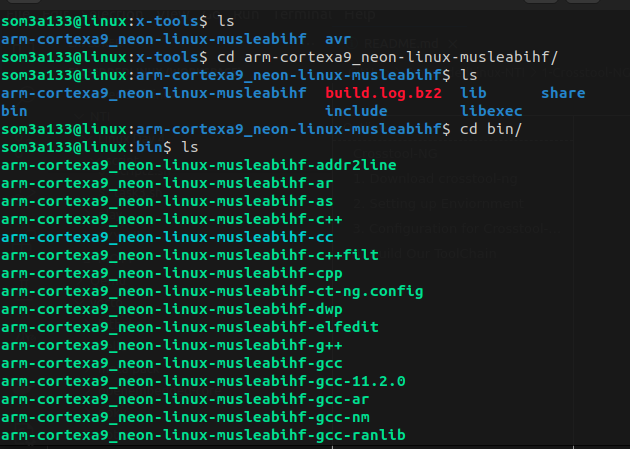 som3a133@linux:x-tools$ ls
arm-cortexa9_neon-linux-musleabihf  avr
som3a133@linux:x-tools$ cd arm-cortexa9_neon-linux-musleabihf/
som3a133@linux:arm-cortexa9_neon-linux-musleabihf$ ls
arm-cortexa9_neon-linux-musleabihf  build.log.bz2  lib      share
bin                                 include        libexec
som3a133@linux:arm-cortexa9_neon-linux-musleabihf$ cd bin/
som3a133@linux:bin$ ls
arm-cortexa9_neon-linux-musleabihf-addr2line
arm-cortexa9_neon-linux-musleabihf-ar
arm-cortexa9_neon-linux-musleabihf-as
arm-cortexa9_neon-linux-musleabihf-c++
arm-cortexa9_neon-linux-musleabihf-cc
arm-cortexa9_neon-linux-musleabihf-c++filt
arm-cortexa9_neon-linux-musleabihf-cpp
arm-cortexa9_neon-linux-musleabihf-ct-ng.config
arm-cortexa9_neon-linux-musleabihf-dwp
arm-cortexa9_neon-linux-musleabihf-elfedit
arm-cortexa9_neon-linux-musleabihf-g++
arm-cortexa9_neon-linux-musleabihf-gcc
arm-cortexa9_neon-linux-musleabihf-gcc-11.2.0
arm-cortexa9_neon-linux-musleabihf-gcc-ar
arm-cortexa9_neon-linux-musleabihf-gcc-nm
arm-cortexa9_neon-linux-musleabihf-gcc-ranlib